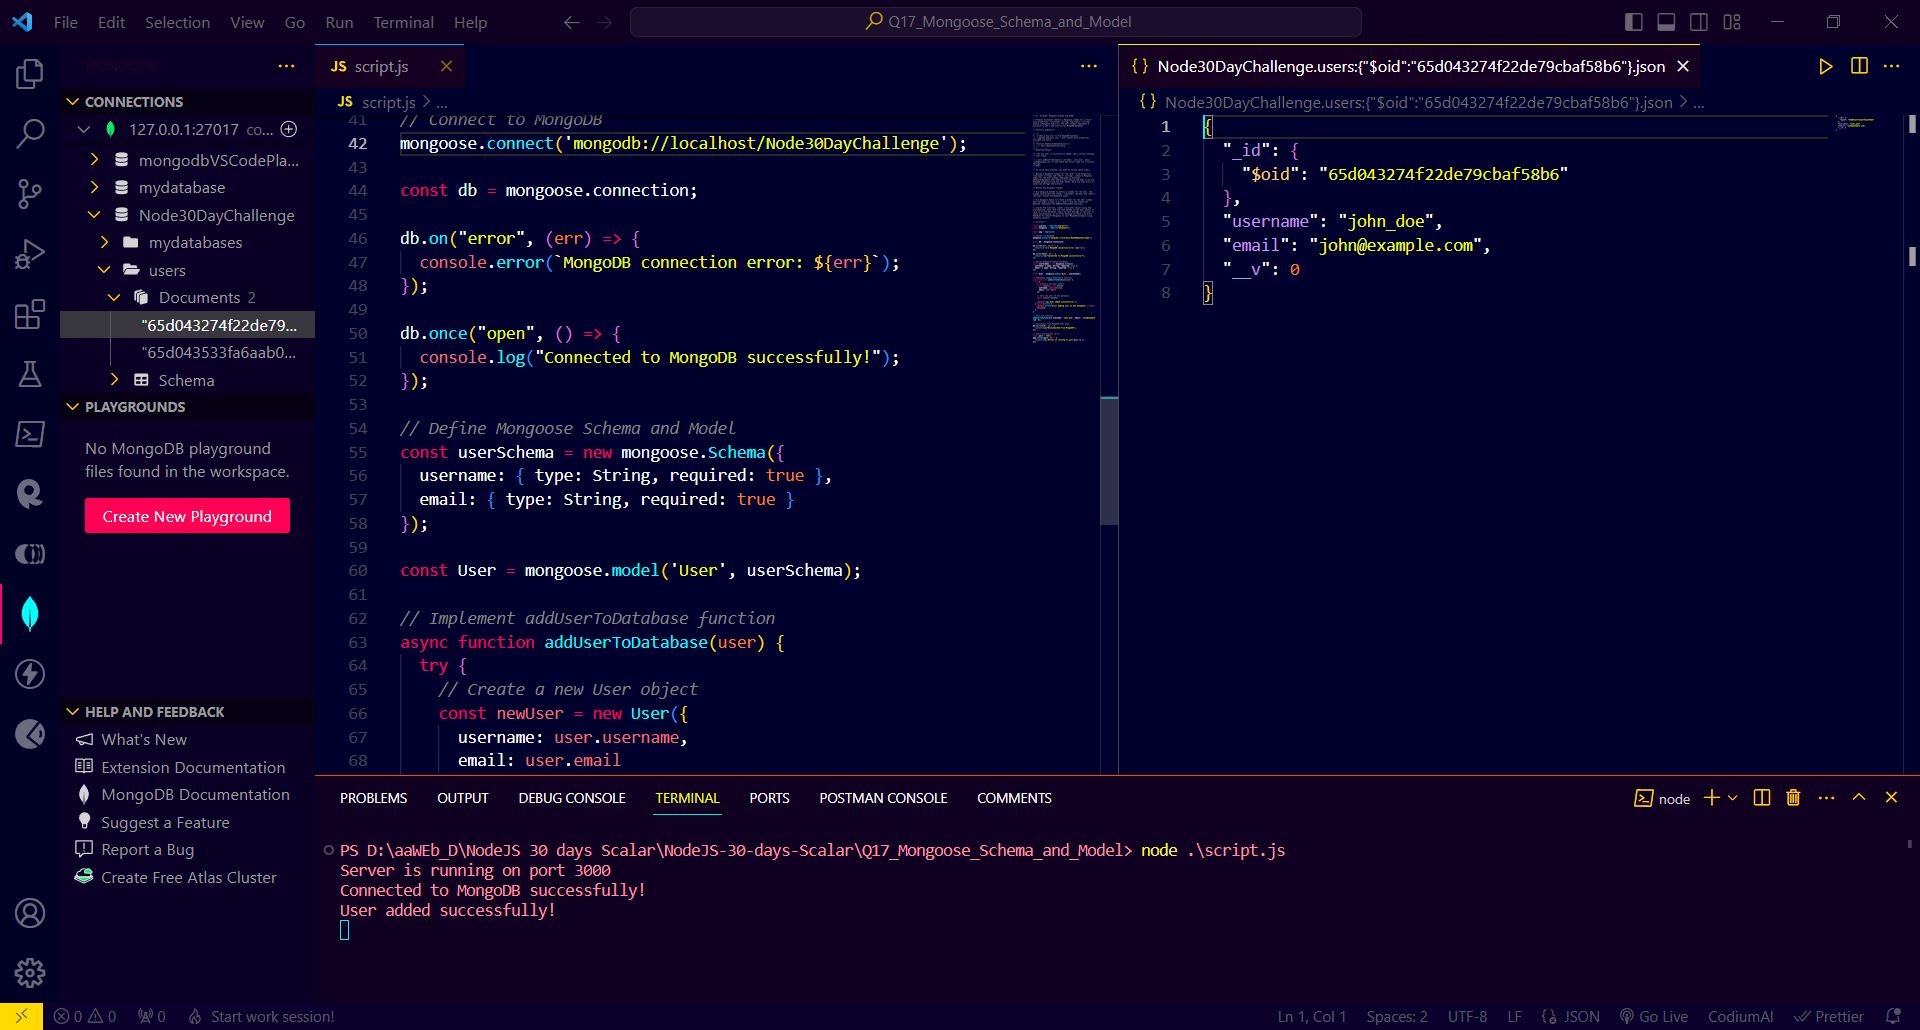 File Edit Selection View Go Run Terminal Help
Q17_Mongoose_Schema_and_Model
MONGODB
CONNECTIONS
127.0.0.1:27017 co...
mongodbVSCodePla...
mydatabase
Node30DayChallenge
mydatabases
users
Documents 2
"65d043274f22de79...
"65d043533fa6aab0...
Schema
PLAYGROUNDS
No MongoDB playground
files found in the workspace.
Create New Playground
HELP AND FEEDBACK
What's New
Extension Documentation
MongoDB Documentation
Suggest a Feature
Report a Bug
Create Free Atlas Cluster
JS script.js
JS script.js > ...
41 // Connect to MongoDB
42 mongoose.connect('mongodb://localhost/Node30DayChallenge');
43
44 const db = mongoose.connection;
45
46 db.on("error", (err) => {
47 console.error(`MongoDB connection error: ${err}`);
48 });
49
50 db.once("open", () => {
51 console.log("Connected to MongoDB successfully!");
52 });
53
54 // Define Mongoose Schema and Model
55 const userSchema = new mongoose.Schema({
56 username: { type: String, required: true },
57 email: { type: String, required: true }
58 });
59
60 const User = mongoose.model('User', userSchema);
61
62 // Implement addUserToDatabase function
63 async function addUserToDatabase(user) {
64 try {
65 // Create a new User object
66 const newUser = new User({
67 username: user.username,
68 email: user.email
{} Node30DayChallenge.users:{"$oid":"65d043274f22de79cbaf58b6"}.json
{} Node30DayChallenge.users:{"$oid":"65d043274f22de79cbaf58b6"}.json > ...
1 {
2 "_id": {
3 "$oid": "65d043274f22de79cbaf58b6"
4 },
5 "username": "john_doe",
6 "email": "john@example.com",
7 "__v": 0
8 }
PROBLEMS OUTPUT DEBUG CONSOLE TERMINAL PORTS POSTMAN CONSOLE COMMENTS
node
PS D:\aaWEb_D\NodeJS 30 days Scalar\NodeJS-30-days-Scalar\Q17_Mongoose_Schema_and_Model> node .\script.js
Server is running on port 3000
Connected to MongoDB successfully!
User added successfully!
0 0 0 Start work session! Ln 1, Col 1 Spaces: 2 UTF-8 LF {} JSON Go Live CodiumAI Prettier